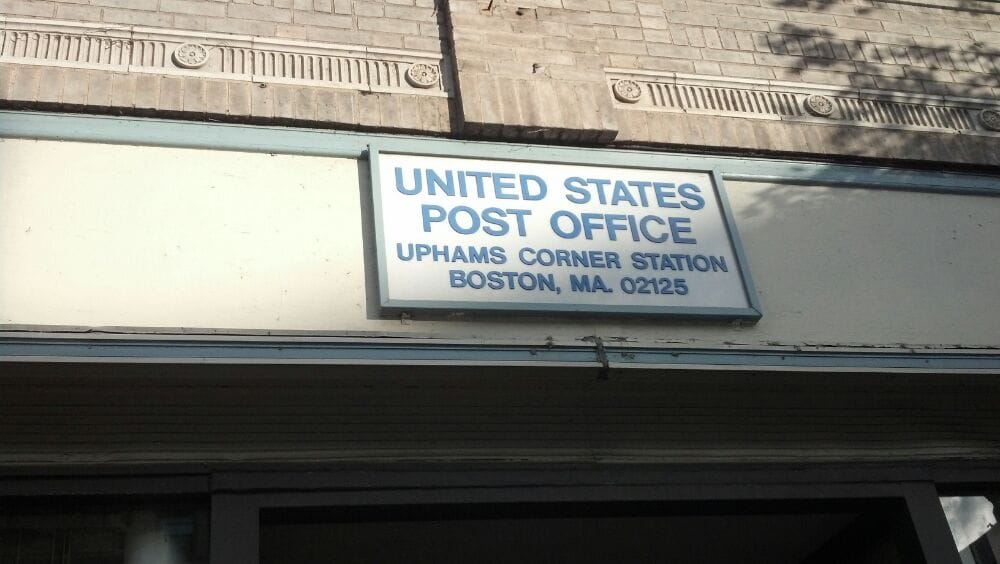 UNITED STATES
POST OFFICE
UPHAMS CORNER STATION
BOSTON, MA. 02125